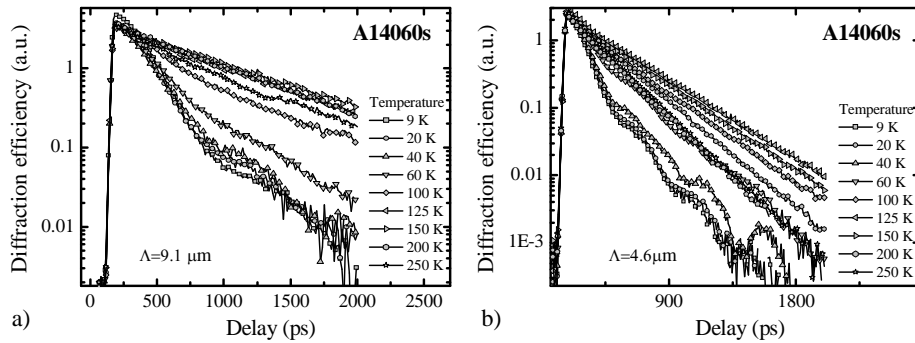 A14060s
Diffraction efficiency (a.u.)
1
0.1
0.01
Temperature
9 K
20 K
40 K
60 K
100 K
125 K
150 K
200 K
250 K
Λ=9.1 μm
0 500 1000 1500 2000 2500
a)
Delay (ps)
A14060s
Diffraction efficiency (a.u.)
1
0.1
0.01
1E-3
Temperature
9 K
20 K
40 K
60 K
100 K
125 K
150 K
200 K
250 K
Λ=4.6μm
900 1800
b)
Delay (ps)